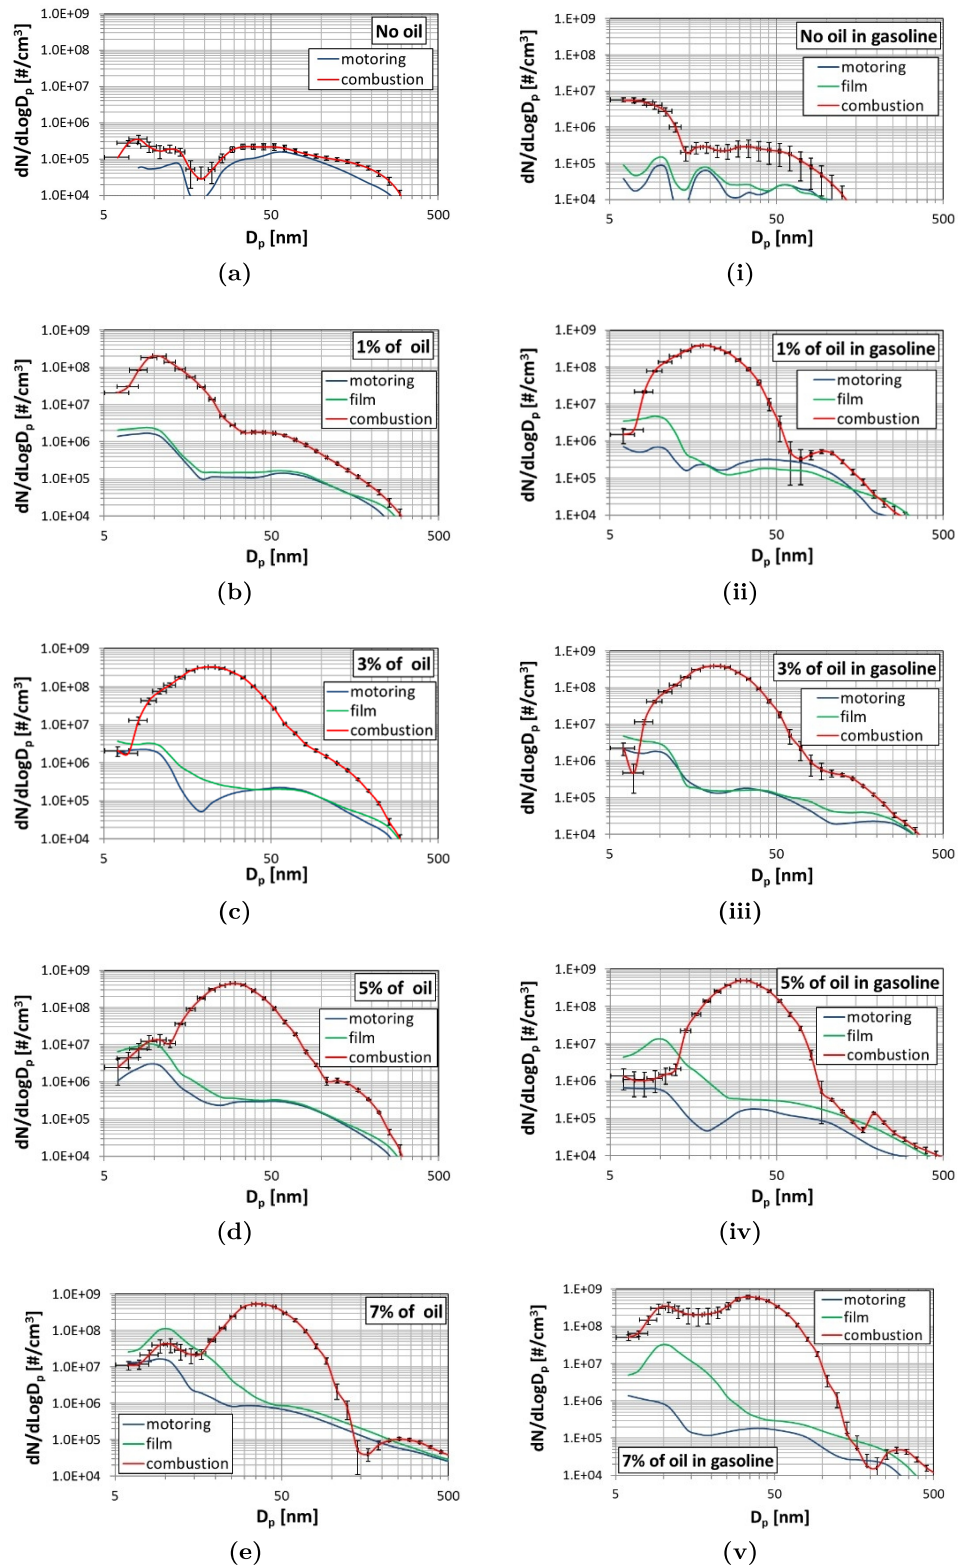 dN/dLogDp [#/cm3]
1.0E+09
1.0E+08
1.0E+07
1.0E+06
1.0E+05
1.0E+04
No oil
motoring
combustion
5
50
500
Dp [nm]
(a)
dN/dLogDp [#/cm3]
1.E+09
1.E+08
1.E+07
1.E+06
1.E+05
1.E+04
No oil in gasoline
motoring
film
combustion
5
50
500
Dp [nm]
(i)
dN/dLogDp [#/cm3]
1.0E+09
1.0E+08
1.0E+07
1.0E+06
1.0E+05
1.0E+04
1% of oil
motoring
film
combustion
5
50
500
Dp [nm]
(b)
dN/dLogDp [#/cm3]
1.E+09
1.E+08
1.E+07
1.E+06
1.E+05
1.E+04
1% of oil in gasoline
motoring
film
combustion
5
50
500
Dp [nm]
(ii)
dN/dLogDp [#/cm3]
1.0E+09
1.0E+08
1.0E+07
1.0E+06
1.0E+05
1.0E+04
3% of oil
motoring
film
combustion
5
50
500
Dp [nm]
(c)
dN/dLogDp [#/cm3]
1.E+09
1.E+08
1.E+07
1.E+06
1.E+05
1.E+04
3% of oil in gasoline
motoring
film
combustion
5
50
500
Dp [nm]
(iii)
dN/dLogDp [#/cm3]
1.0E+09
1.0E+08
1.0E+07
1.0E+06
1.0E+05
1.0E+04
5% of oil
motoring
film
combustion
5
50
500
Dp [nm]
(d)
dN/dLogDp [#/cm3]
1.E+09
1.E+08
1.E+07
1.E+06
1.E+05
1.E+04
5% of oil in gasoline
motoring
film
combustion
5
50
500
Dp [nm]
(iv)
dN/dLogDp [#/cm3]
1.0E+09
1.0E+08
1.0E+07
1.0E+06
1.0E+05
1.0E+04
7% of oil
motoring
film
combustion
5
50
500
Dp [nm]
(e)
dN/dLogDp [#/cm3]
1.E+09
1.E+08
1.E+07
1.E+06
1.E+05
1.E+04
motoring
film
combustion
7% of oil in gasoline
5
50
500
Dp [nm]
(v)